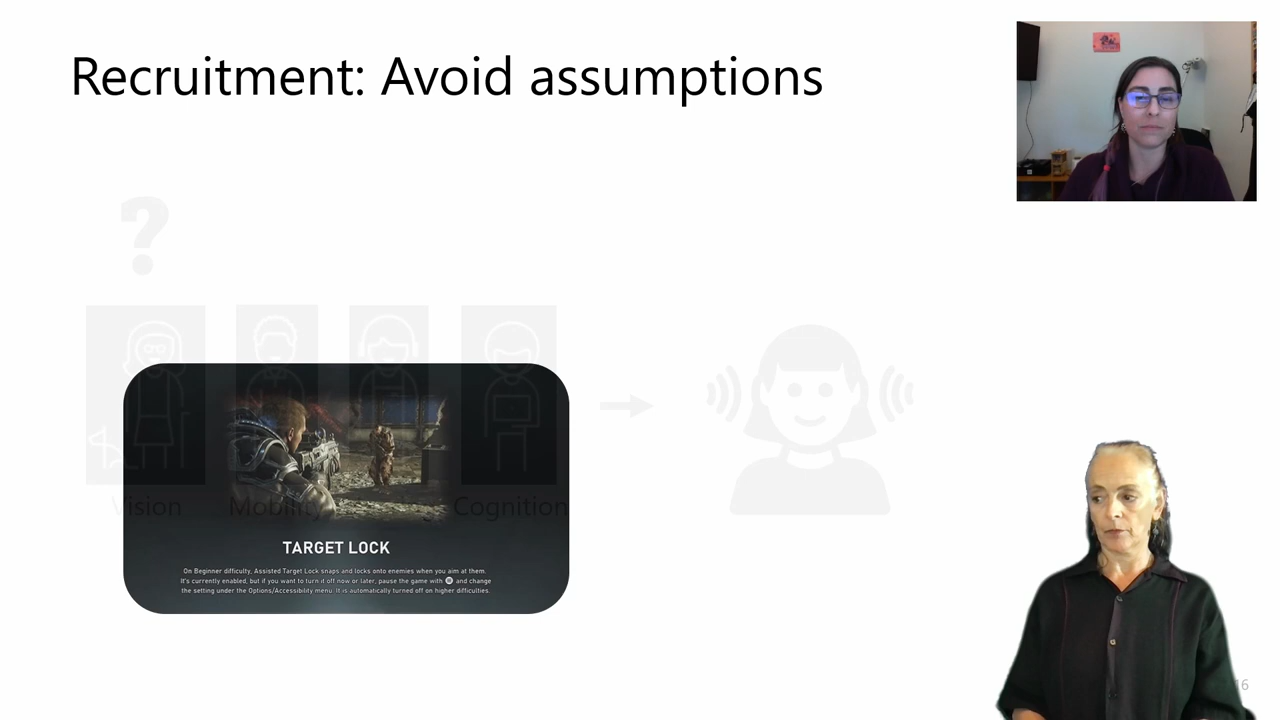 Recruitment: Avoid assumptions
?
Vision
Mobility
Cognition
TARGET LOCK
On Beginner difficulty, Assisted Target Lock snaps and locks onto enemies when you aim at them.
It's currently enabled, but if you want to turn it off now or later, pause the game with and change
the setting under the Options/Accessibility menu. It is automatically turned off on higher difficulties.
16